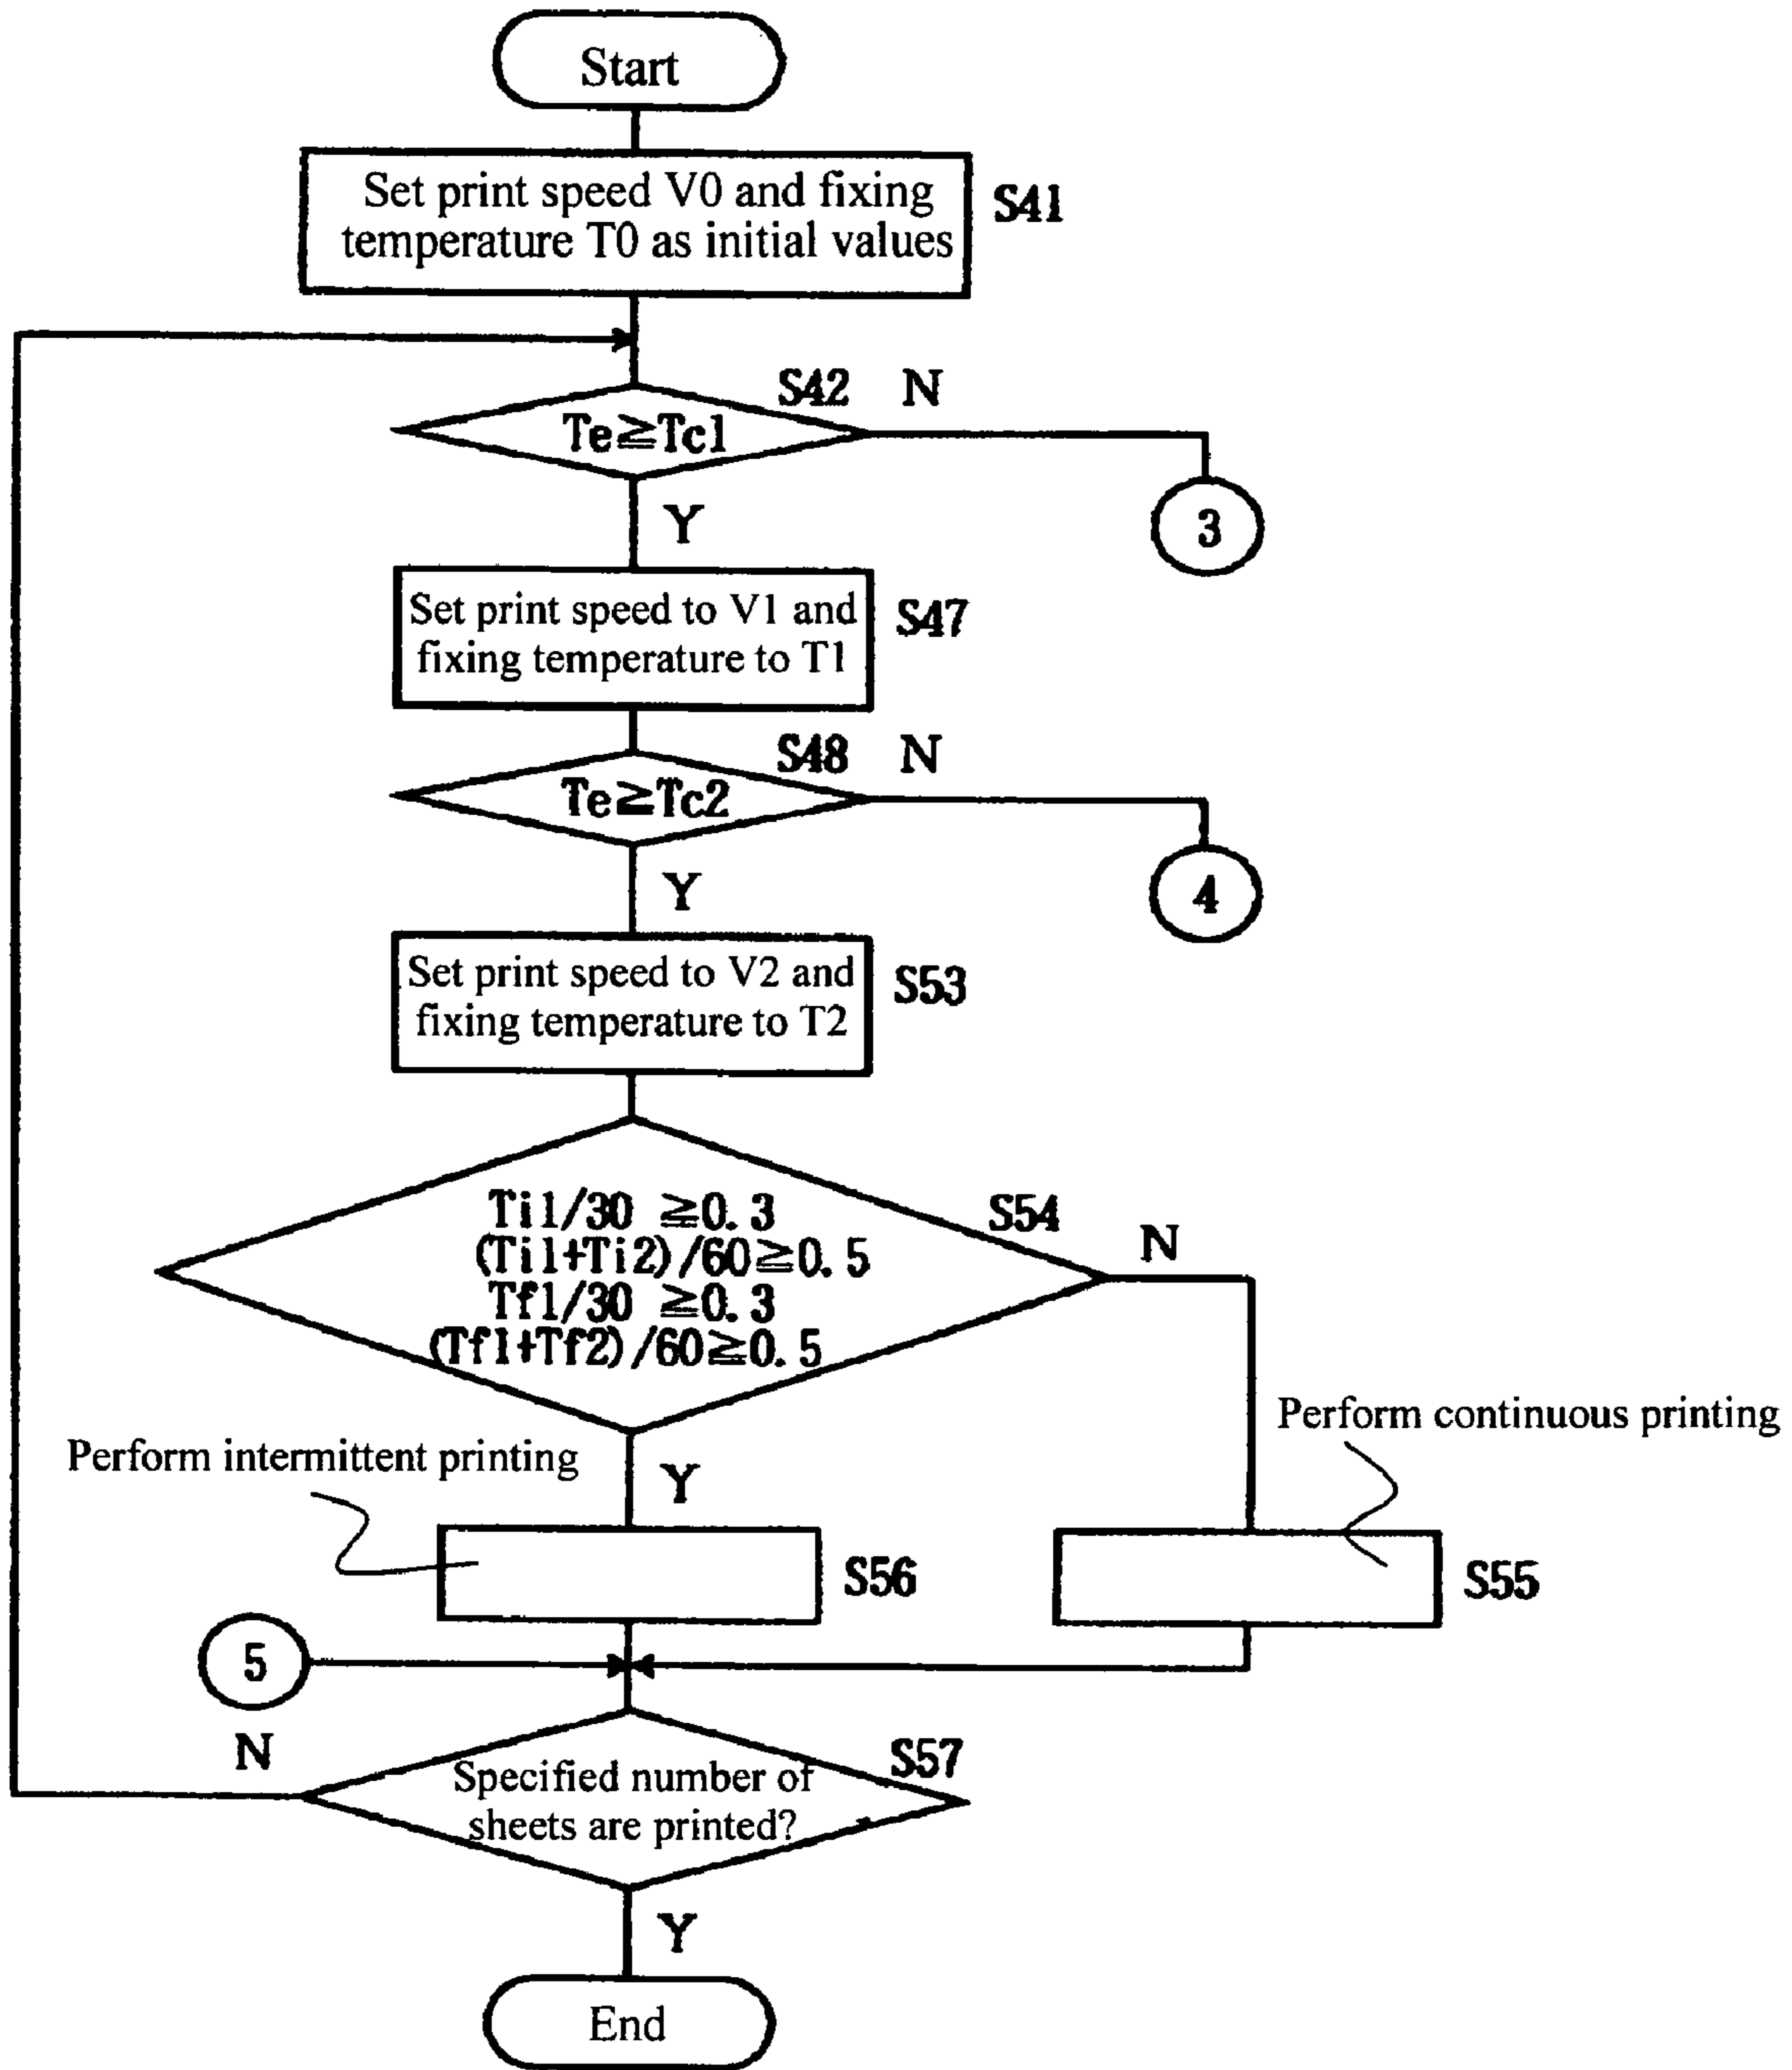 Start
Set print speed V0 and fixing
temperature T0 as initial values
S41
S42
N
Te≧Tc1
3
Y
Set print speed to V1 and
fixing temperature to T1
S47
S48
N
Te≧Tc2
4
Y
Set print speed to V2 and
fixing temperature to T2
S53
Ti1/30 ≧0.3
(Ti1+Ti2)/60≧0.5
Tf1/30 ≧0.3
(Tf1+Tf2)/60≧0.5
S54
N
Perform continuous printing
Perform intermittent printing
Y
S56
S55
5
N
S57
Specified number of
sheets are printed?
Y
End